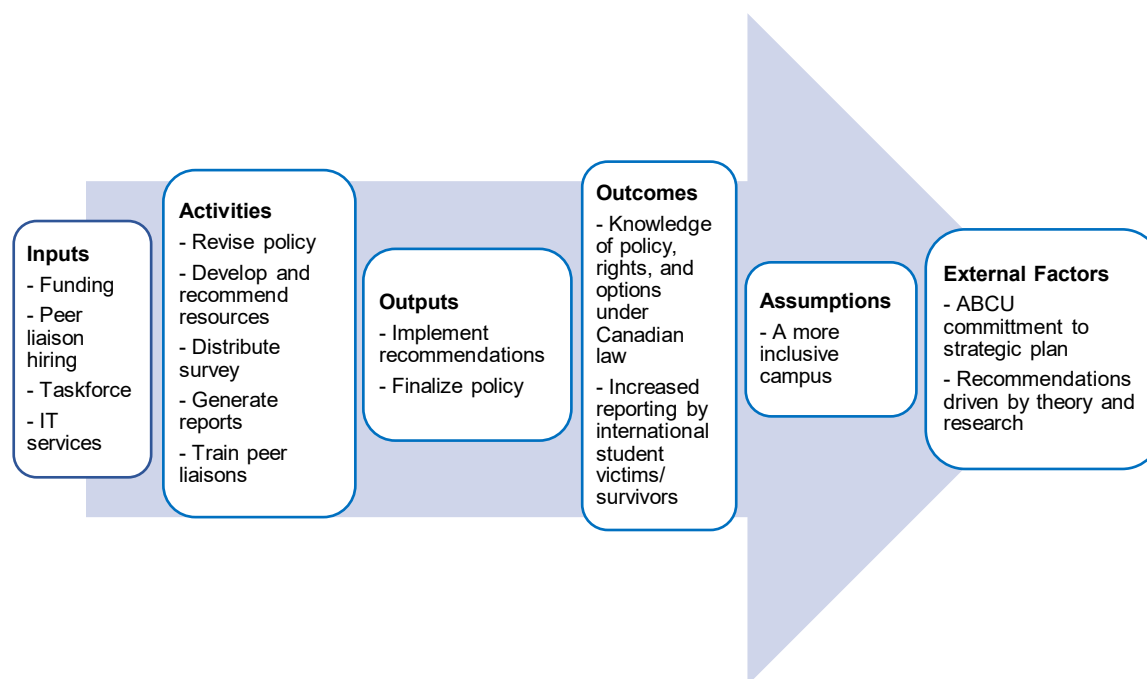 Inputs
- Funding
- Peer
liaison
hiring
- Taskforce
- IT
services
Activities
- Revise policy
- Develop and
recommend
resources
- Distribute
survey
- Generate
reports
- Train peer
liaisons
Outputs
- Implement
recommendations
- Finalize policy
Outcomes
- Knowledge
of policy,
rights, and
options
under
Canadian
law
- Increased
reporting by
international
student
victims/
survivors
Assumptions
- A more
inclusive
campus
External Factors
- ABCU
committment to
strategic plan
- Recommendations
driven by theory and
research